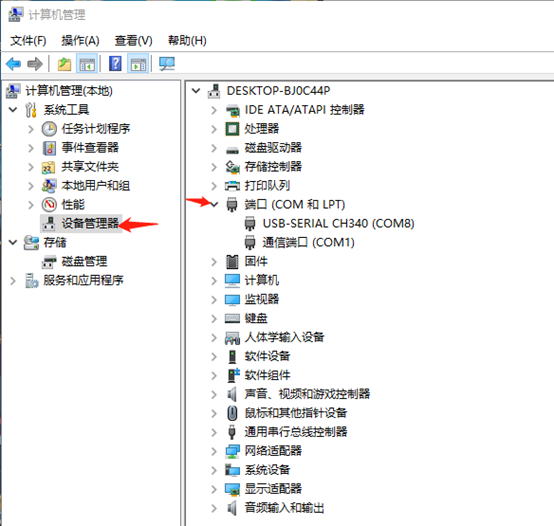 计算机管理
文件(F) 操作(A) 查看(V) 帮助(H)
计算机管理(本地)
系统工具
任务计划程序
事件查看器
共享文件夹
本地用户和组
性能
设备管理器
存储
磁盘管理
服务和应用程序
DESKTOP-BJ0C44P
IDE ATA/ATAPI 控制器
处理器
磁盘驱动器
存储控制器
打印队列
端口 (COM 和 LPT)
USB-SERIAL CH340 (COM8)
通信端口 (COM1)
固件
计算机
监视器
键盘
人体学输入设备
软件设备
软件组件
声音、视频和游戏控制器
鼠标和其他指针设备
通用串行总线控制器
网络适配器
系统设备
显示适配器
音频输入和输出